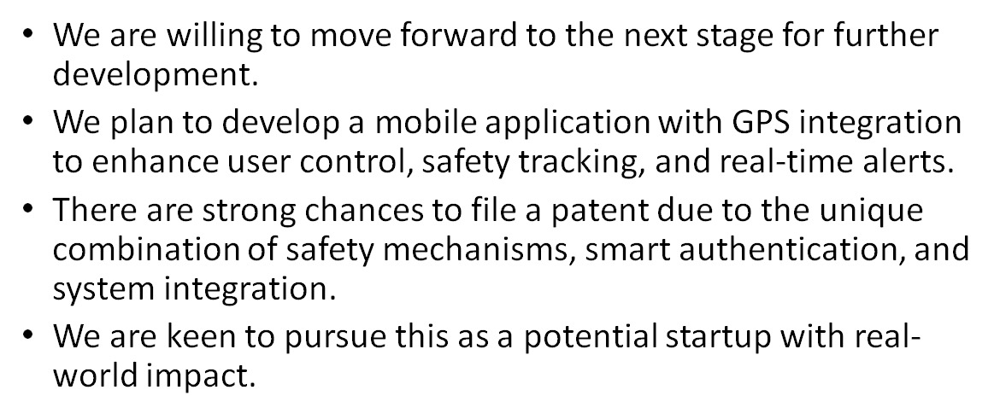 • We are willing to move forward to the next stage for further
development.
• We plan to develop a mobile application with GPS integration
to enhance user control, safety tracking, and real-time alerts.
• There are strong chances to file a patent due to the unique
combination of safety mechanisms, smart authentication, and
system integration.
• We are keen to pursue this as a potential startup with real-
world impact.